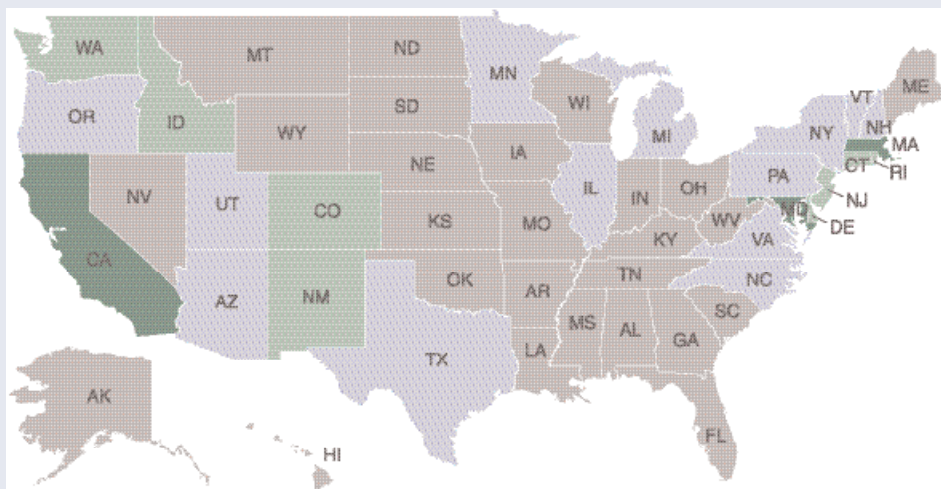 WA
MT
ND
MN
VT
ME
OR
ID
SD
WI
NY
NH
MA
WY
MI
CT
RI
NE
IA
PA
NJ
NV
UT
CO
IL
IN
OH
MD
DE
KS
MO
WV
VA
CA
KY
AZ
NM
OK
AR
TN
NC
SC
MS
AL
GA
TX
LA
AK
FL
HI